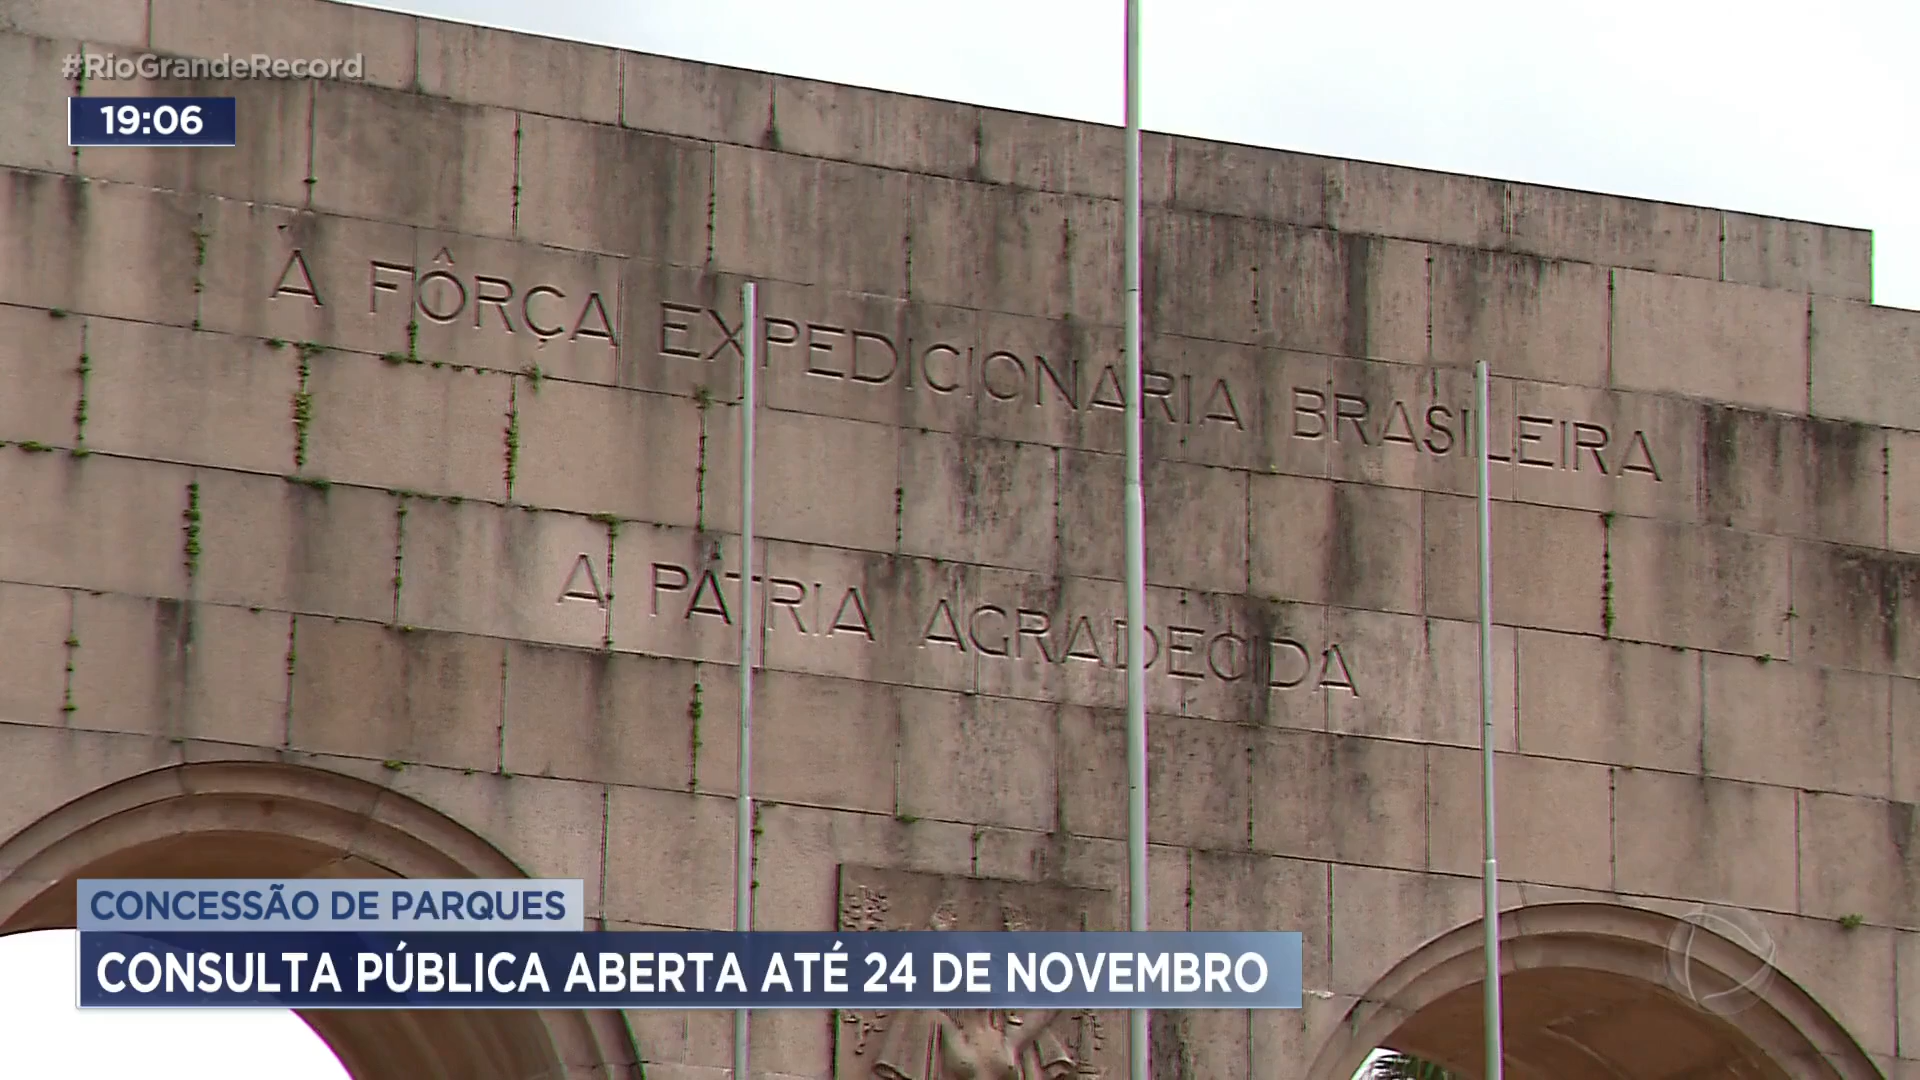 #RioGrandeRecord
19:06
À FÔRÇA EXPEDICIONÁRIA BRASILEIRA
A PÁTRIA AGRADECIDA
CONCESSÃO DE PARQUES
CONSULTA PÚBLICA ABERTA ATÉ 24 DE NOVEMBRO